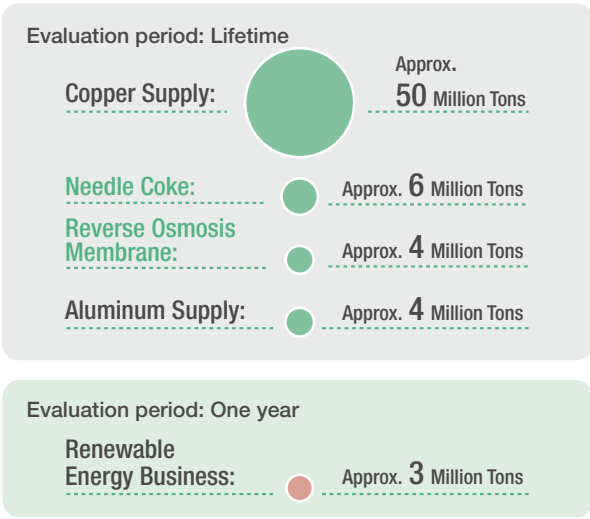 Evaluation period: Lifetime
Copper Supply:
Approx.
50 Million Tons
Needle Coke:
Approx. 6 Million Tons
Reverse Osmosis
Membrane:
Approx. 4 Million Tons
Aluminum Supply:
Approx. 4 Million Tons
Evaluation period: One year
Renewable
Energy Business:
Approx. 3 Million Tons